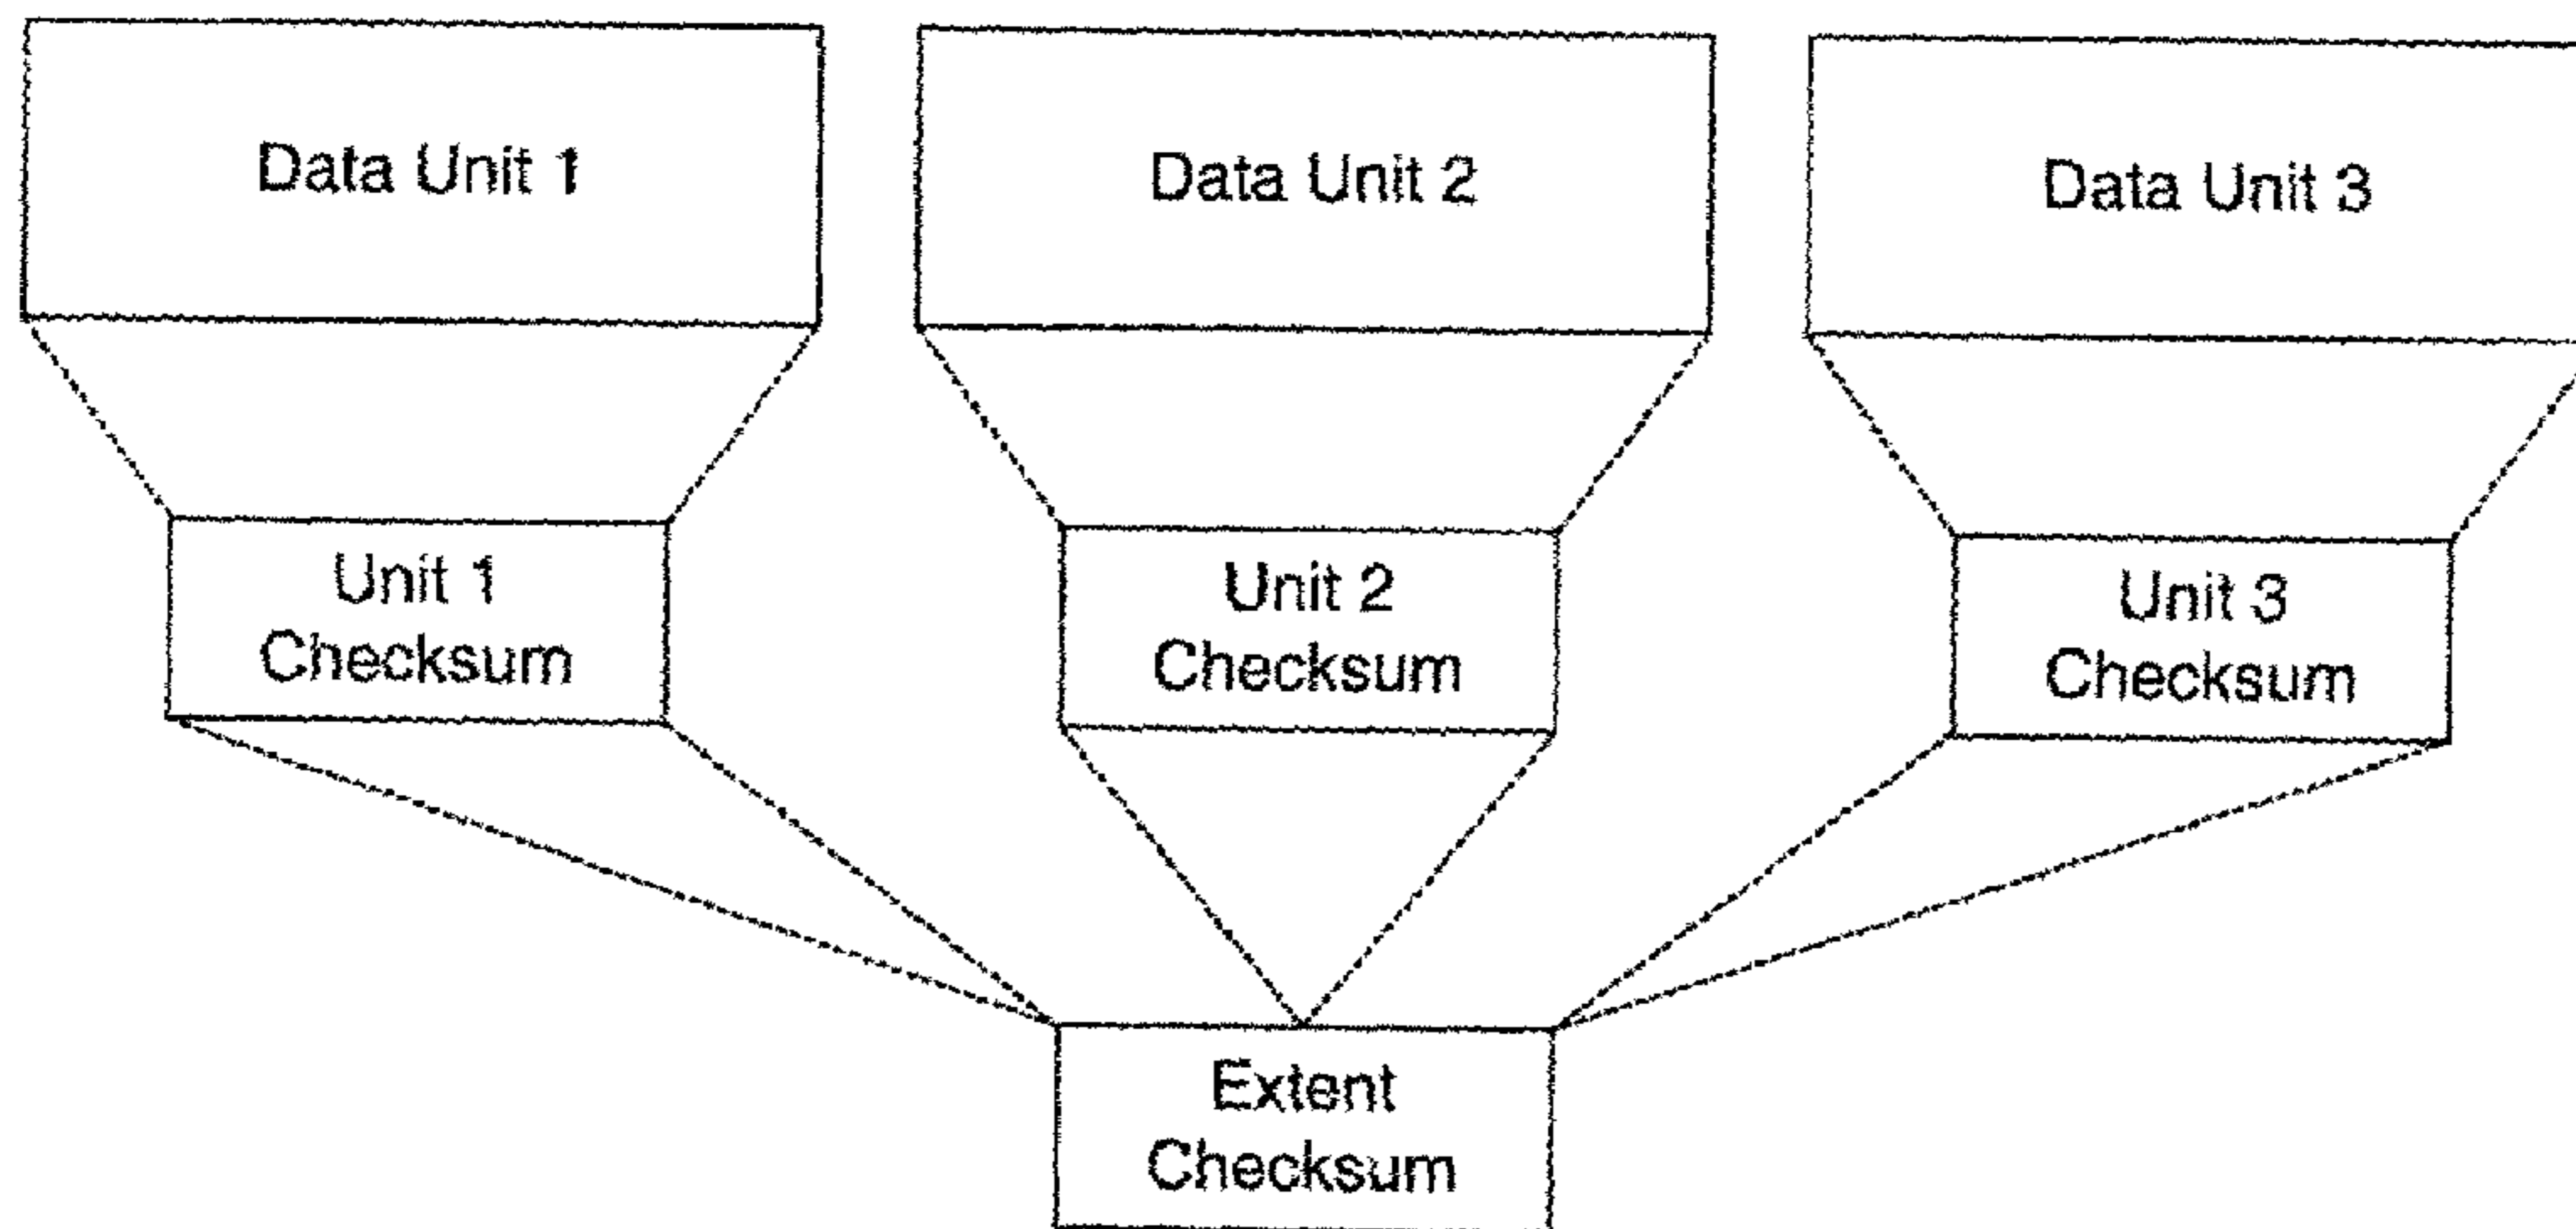 Data Unit 1
Data Unit 2
Data Unit 3
Unit 1
Checksum
Unit 2
Checksum
Unit 3
Checksum
Extent
Checksum